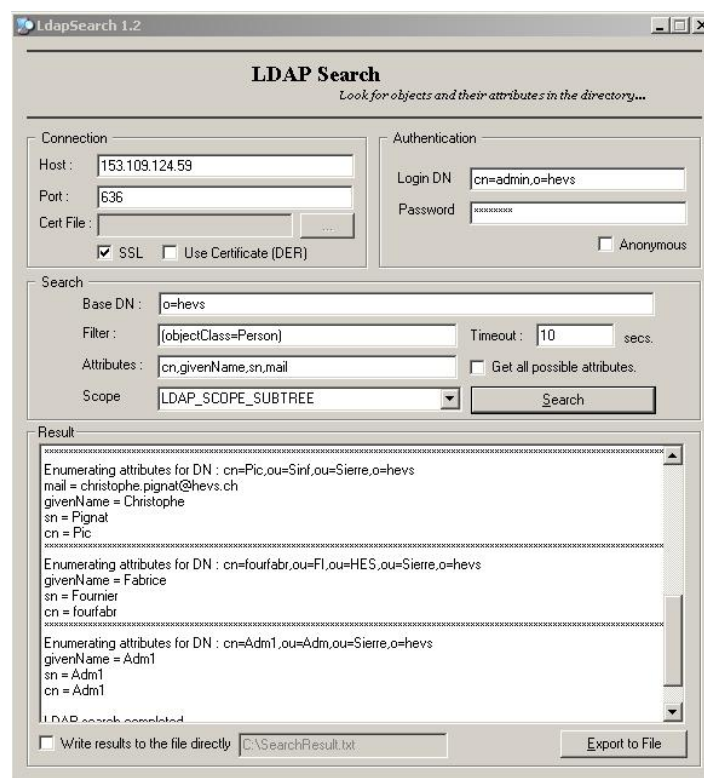 LdapSearch 1.2
LDAP Search
Look for objects and their attributes in the directory...
Connection
Host : 153.109.124.59
Port : 636
Cert File : ...
SSL Use Certificate (DER)
Authentication
Login DN cn=admin,o=hevs
Password ××××××××
Anonymous
Search
Base DN : o=hevs
Filter : (objectClass=Person) Timeout : 10 secs.
Attributes : cn,givenName,sn,mail Get all possible attributes.
Scope LDAP_SCOPE_SUBTREE Search
Result
Enumerating attributes for DN : cn=Pic,ou=Sinf,ou=Sierre,o=hevs
mail = christophe.pignat@hevs.ch
givenName = Christophe
sn = Pignat
cn = Pic
Enumerating attributes for DN : cn=fourfabr,ou=FI,ou=HES,ou=Sierre,o=hevs
givenName = Fabrice
sn = Fournier
cn = fourfabr
Enumerating attributes for DN : cn=Adm1,ou=Adm,ou=Sierre,o=hevs
givenName = Adm1
sn = Adm1
cn = Adm1
LDAP search completed
Write results to the file directly C:\SearchResult.txt Export to File